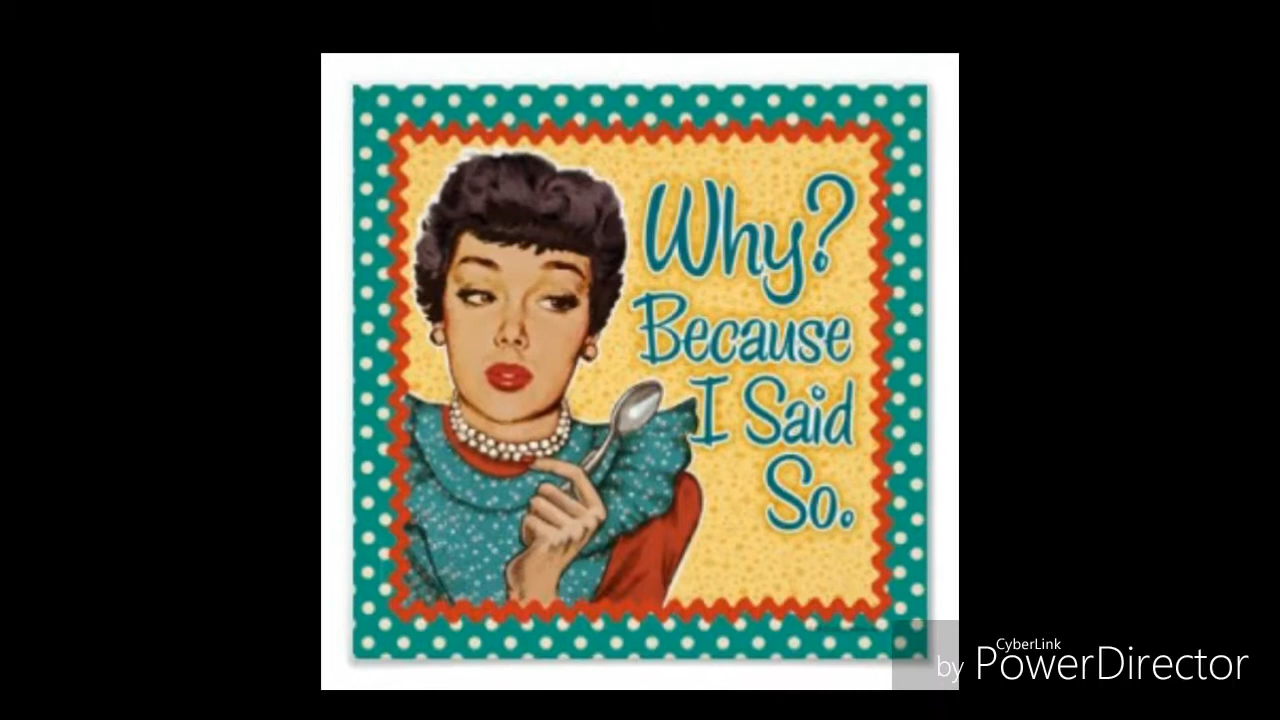 Why?
Because
I Said
So.
CyberLink
by PowerDirector